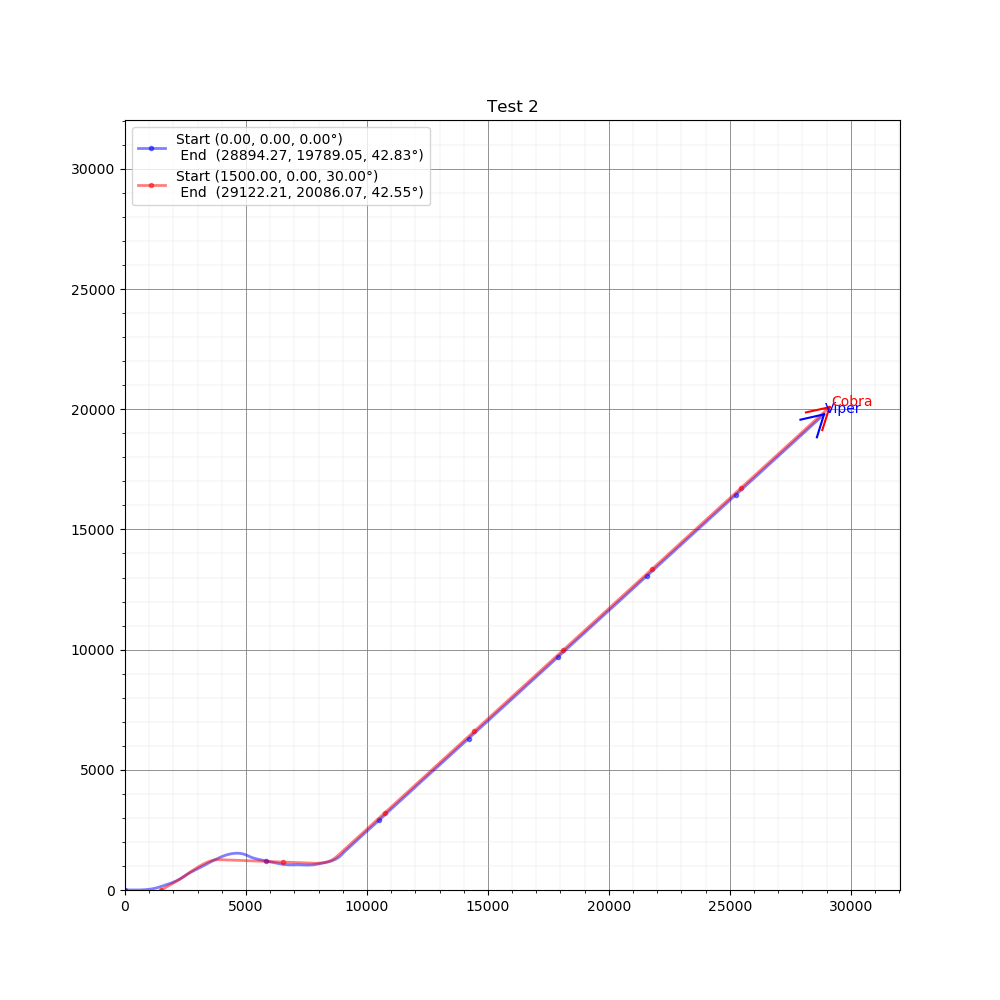 Test 2
Start (0.00, 0.00, 0.00°)
End (28894.27, 19789.05, 42.83°)
Start (1500.00, 0.00, 30.00°)
End (29122.21, 20086.07, 42.55°)
30000
25000
20000
15000
10000
5000
0
Cobra
Viper
0 5000 10000 15000 20000 25000 30000